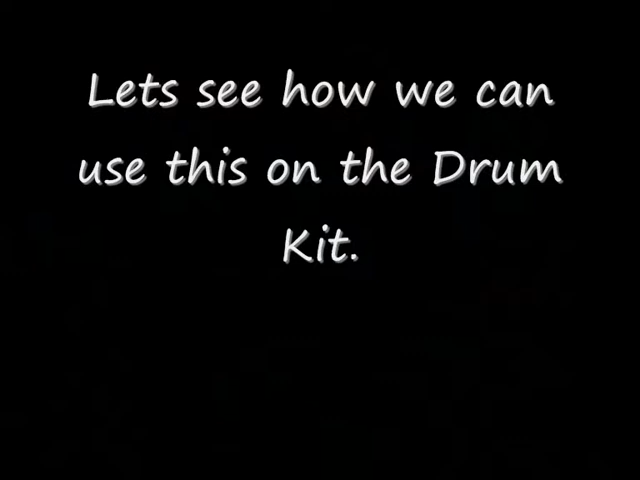 Lets see how we can
use this on the Drum
Kit.